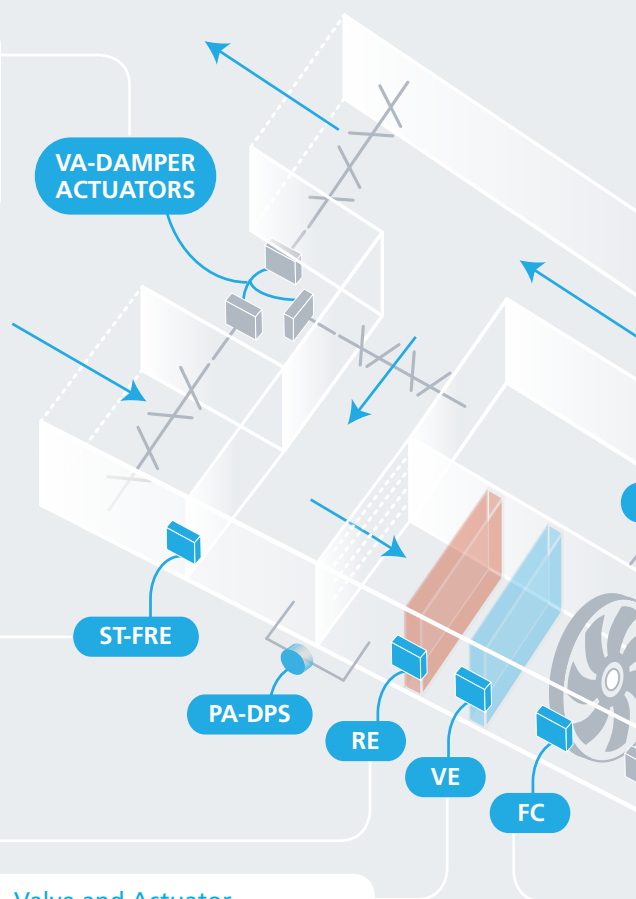 VA-DAMPER
ACTUATORS
ST-FRE
PA-DPS
RE
VE
FC
Valve and Actuator